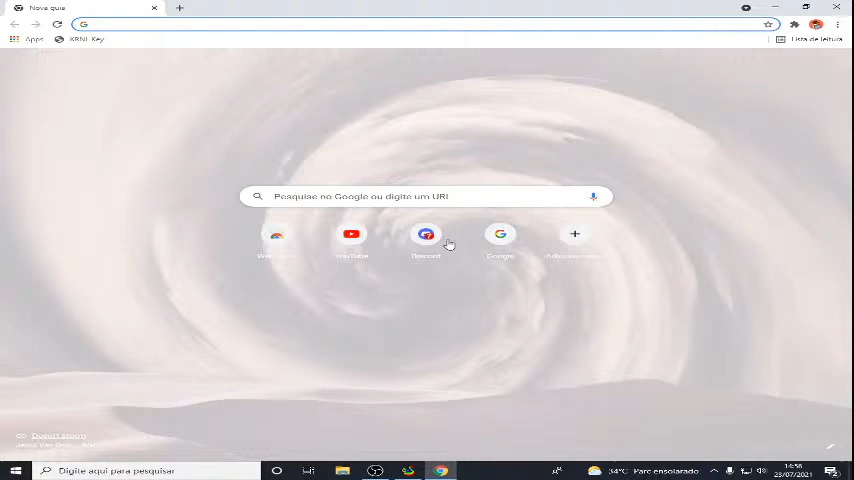 Nova guia
Apps
KRNL Key
Lista de leitura
Pesquise no Google ou digite um URL
YouTube
Discord
Google
Desert storm
Digite aqui para pesquisar
34°C Parc ensolarado
14:56
23/07/2021